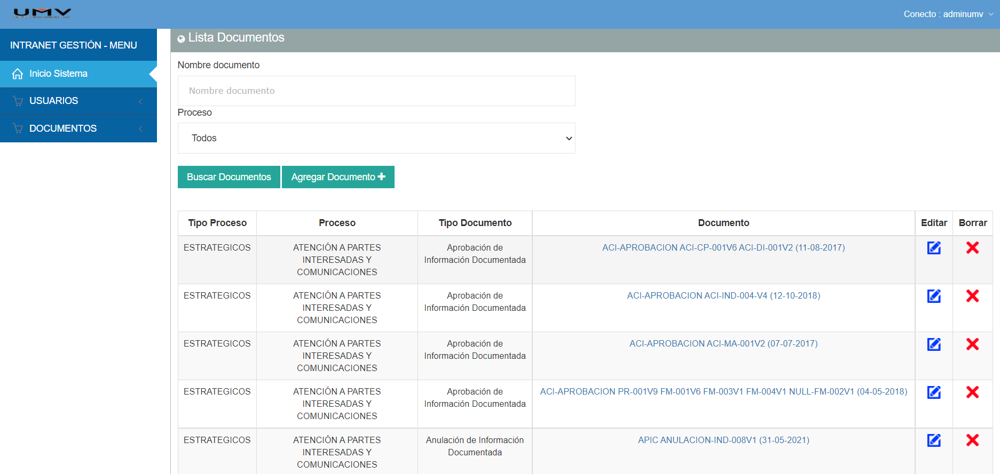 UMV
Conecto : adminumv
INTRANET GESTIÓN - MENU
Inicio Sistema
USUARIOS
DOCUMENTOS
Lista Documentos
Nombre documento
Nombre documento
Proceso
Todos
Buscar Documentos
Agregar Documento
Tipo Proceso Proceso Tipo Documento Documento Editar Borrar
ESTRATEGICOS
ATENCIÓN A PARTES
INTERESADAS Y
COMUNICACIONES
Aprobación de
Información Documentada
ACI-APROBACION ACI-CP-001V6 ACI-DI-001V2 (11-08-2017)
ESTRATEGICOS
ATENCIÓN A PARTES
INTERESADAS Y
COMUNICACIONES
Aprobación de
Información Documentada
ACI-APROBACION ACI-IND-004-V4 (12-10-2018)
ESTRATEGICOS
ATENCIÓN A PARTES
INTERESADAS Y
COMUNICACIONES
Aprobación de
Información Documentada
ACI-APROBACION ACI-MA-001V2 (07-07-2017)
ESTRATEGICOS
ATENCIÓN A PARTES
INTERESADAS Y
COMUNICACIONES
Aprobación de
Información Documentada
ACI-APROBACION PR-001V9 FM-001V6 FM-003V1 FM-004V1 NULL-FM-002V1 (04-05-2018)
ESTRATEGICOS
ATENCIÓN A PARTES
INTERESADAS Y
COMUNICACIONES
Anulación de Información
Documentada
APIC ANULACION-IND-008V1 (31-05-2021)